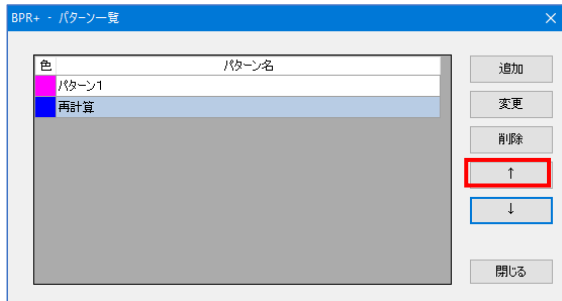 BPR+ - パターン一覧
色 パターン名
パターン1
再計算
追加
変更
削除
↑
↓
閉じる